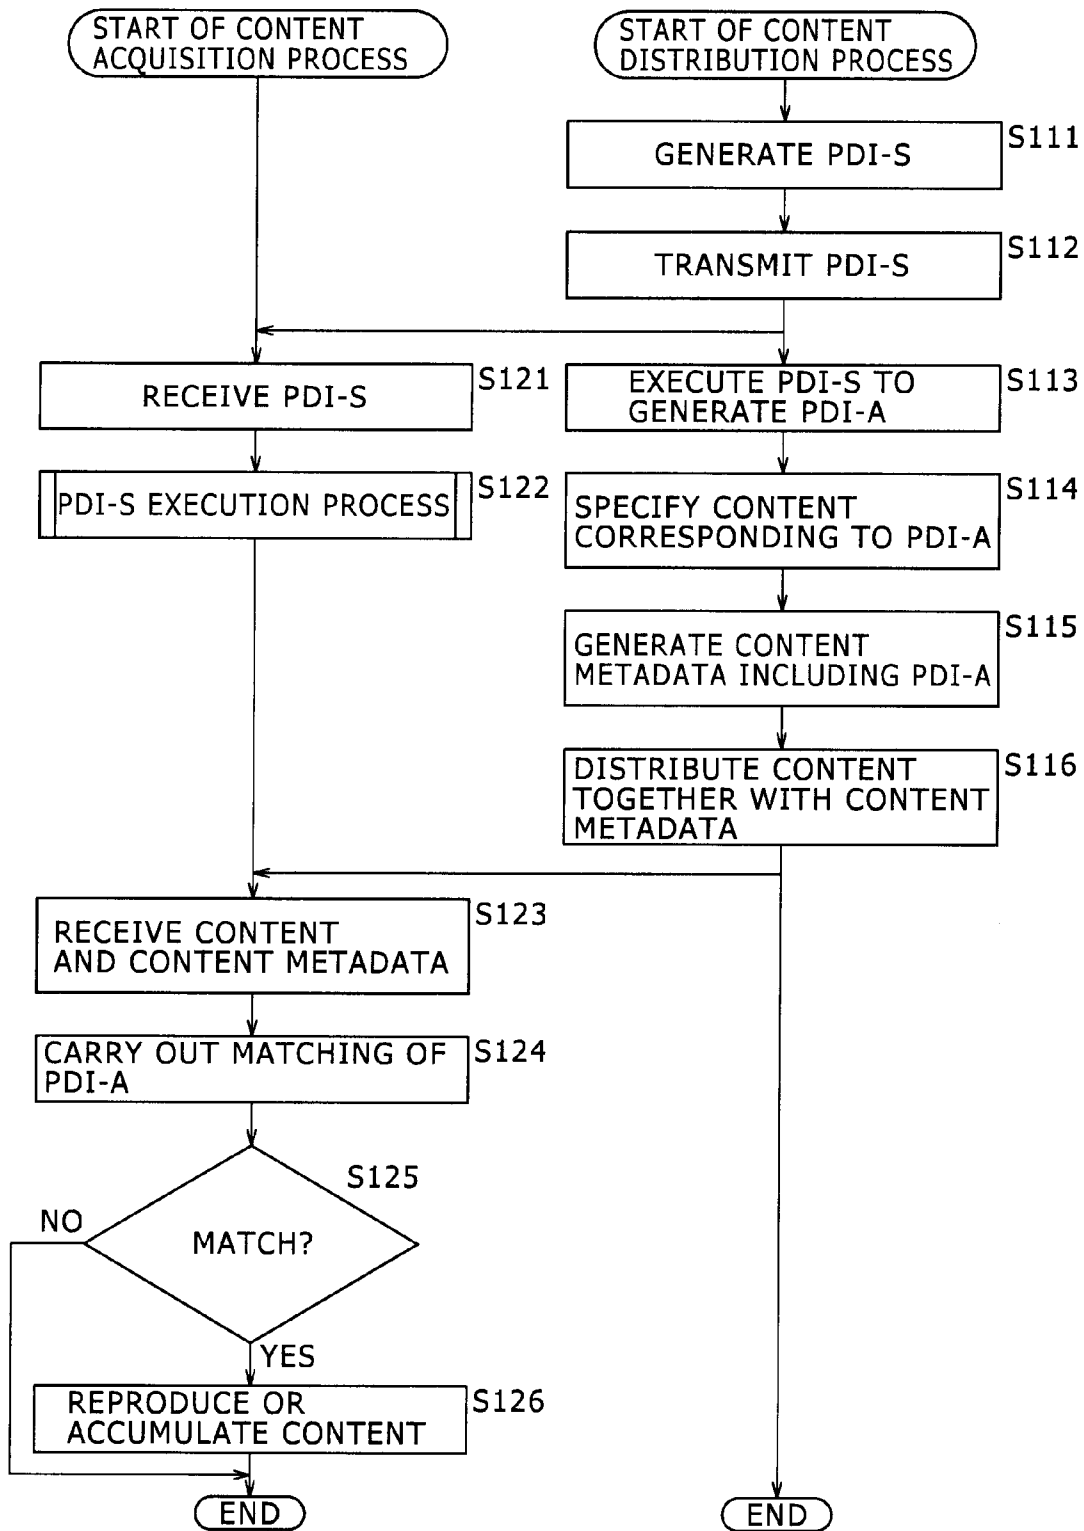 START OF CONTENT
ACQUISITION PROCESS
START OF CONTENT
DISTRIBUTION PROCESS
S111
GENERATE PDI-S
S112
TRANSMIT PDI-S
S121
RECEIVE PDI-S
S113
EXECUTE PDI-S TO
GENERATE PDI-A
S122
PDI-S EXECUTION PROCESS
S114
SPECIFY CONTENT
CORRESPONDING TO PDI-A
S115
GENERATE CONTENT
METADATA INCLUDING PDI-A
S116
DISTRIBUTE CONTENT
TOGETHER WITH CONTENT
METADATA
S123
RECEIVE CONTENT
AND CONTENT METADATA
S124
CARRY OUT MATCHING OF
PDI-A
S125
NO
MATCH?
YES
S126
REPRODUCE OR
ACCUMULATE CONTENT
END
END